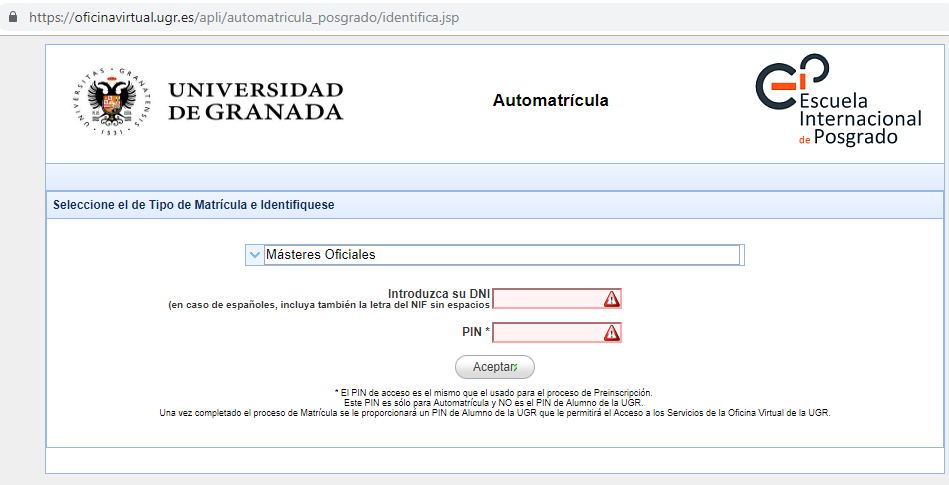 https://oficinavirtual.ugr.es/apli/automatricula_posgrado/identifica.jsp
UNIVERSITAS · GRANATENSIS · 1531 ·
UNIVERSIDAD
DE GRANADA
Automatrícula
Escuela
Internacional
de Posgrado
Seleccione el de Tipo de Matrícula e Identifiquese
Másteres Oficiales
Introduzca su DNI
(en caso de españoles, incluya también la letra del NIF sin espacios
PIN *
Aceptar
* El PIN de acceso es el mismo que el usado para el proceso de Preinscripción.
Este PIN es sólo para Automatrícula y NO es el PIN de Alumno de la UGR.
Una vez completado el proceso de Matrícula se le proporcionará un PIN de Alumno de la UGR que le permitirá el Acceso a los Servicios de la Oficina Virtual de la UGR.